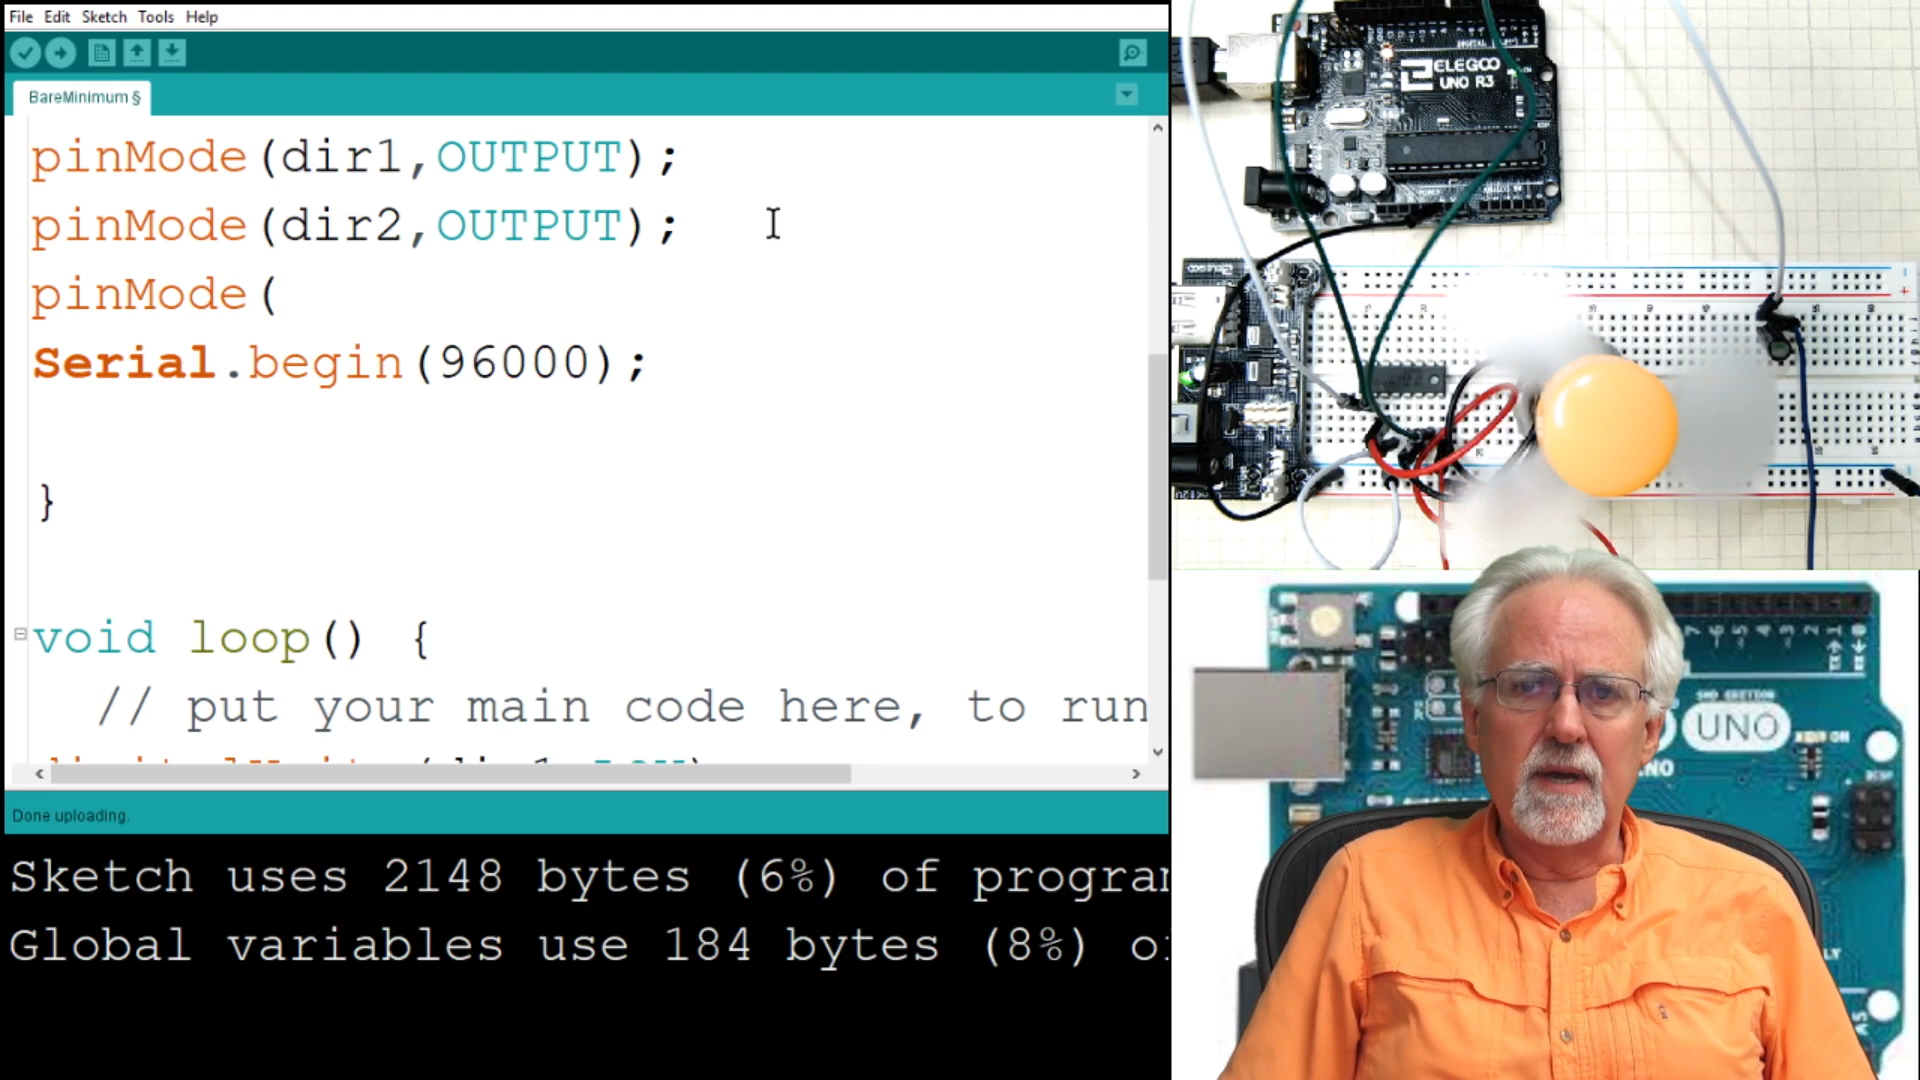 File Edit Sketch Tools Help
BareMinimum §
pinMode(dir1,OUTPUT);
pinMode(dir2,OUTPUT);
pinMode(
Serial.begin(96000);
}
void loop() {
// put your main code here, to run
Done uploading.
Sketch uses 2148 bytes (6%) of progra
Global variables use 184 bytes (8%) o
ELEGOO
UNO R3
UNO